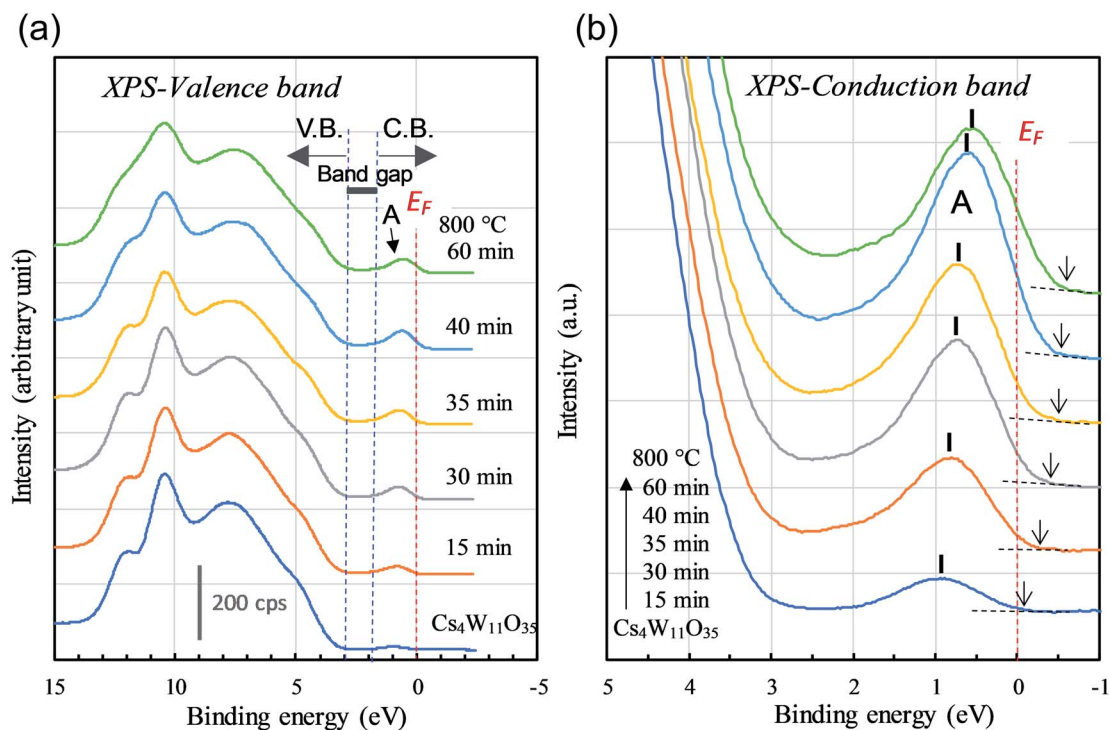 (a)
XPS-Valence band
V.B.
C.B.
Band gap
A
E_F
800 °C
60 min
40 min
35 min
30 min
15 min
Cs₄W₁₁O₃₅
200 cps
Intensity (arbitrary unit)
15
10
5
0
-5
Binding energy (eV)
(b)
XPS-Conduction band
E_F
A
800 °C
60 min
40 min
35 min
30 min
15 min
Cs₄W₁₁O₃₅
Intensity (a.u.)
5
4
3
2
1
0
-1
Binding energy (eV)